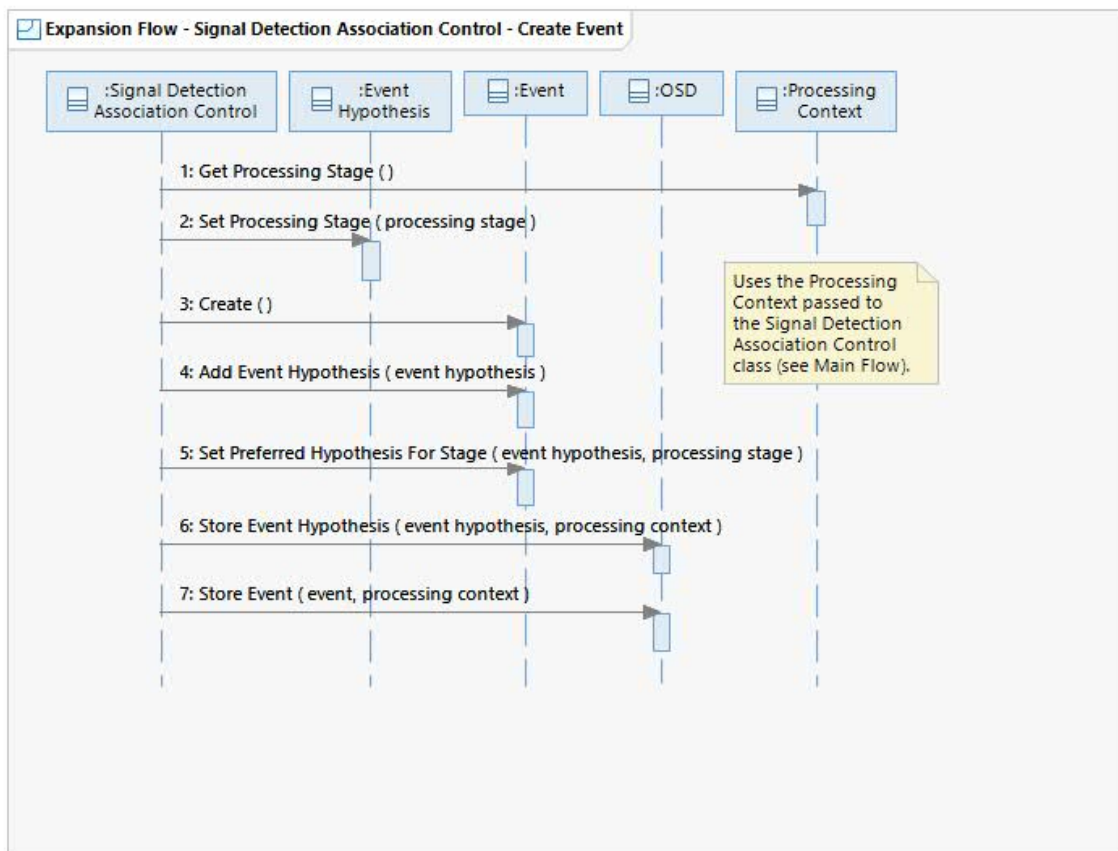 Expansion Flow - Signal Detection Association Control - Create Event
:Signal Detection
Association Control
:Event
Hypothesis
:Event
:OSD
:Processing
Context
1: Get Processing Stage ( )
2: Set Processing Stage ( processing stage )
Uses the Processing
Context passed to
the Signal Detection
Association Control
class (see Main Flow).
3: Create ( )
4: Add Event Hypothesis ( event hypothesis )
5: Set Preferred Hypothesis For Stage ( event hypothesis, processing stage )
6: Store Event Hypothesis ( event hypothesis, processing context )
7: Store Event ( event, processing context )